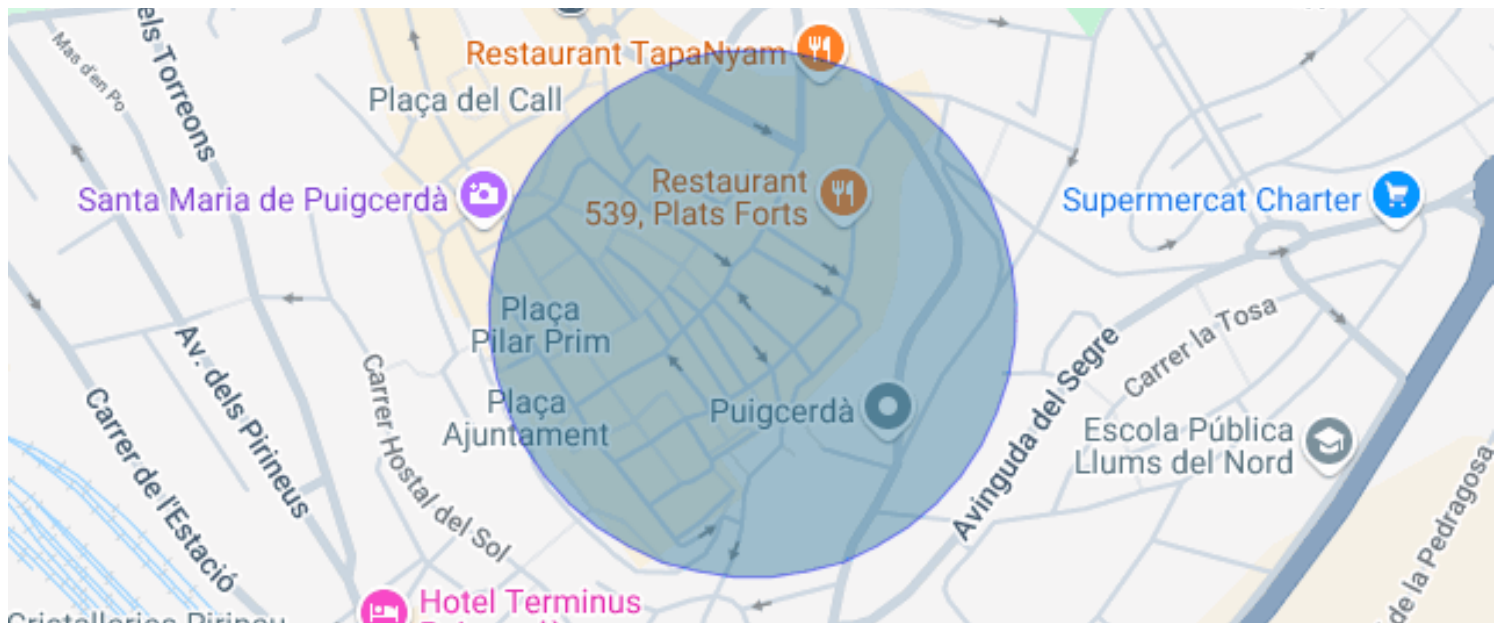 dels Torreons
Mas d'en Po
Restaurant TapaNyam
Plaça del Call
Santa Maria de Puigcerdà
Restaurant
539, Plats Forts
Supermercat Charter
Plaça
Pilar Prim
Av. dels Pirineus
Carrer Hostal del Sol
Carrer de l'Estació
Plaça
Ajuntament
Puigcerdà
Avinguda del Segre
Carrer la Tosa
Escola Pública
Llums del Nord
de la Pedragosa
Hotel Terminus